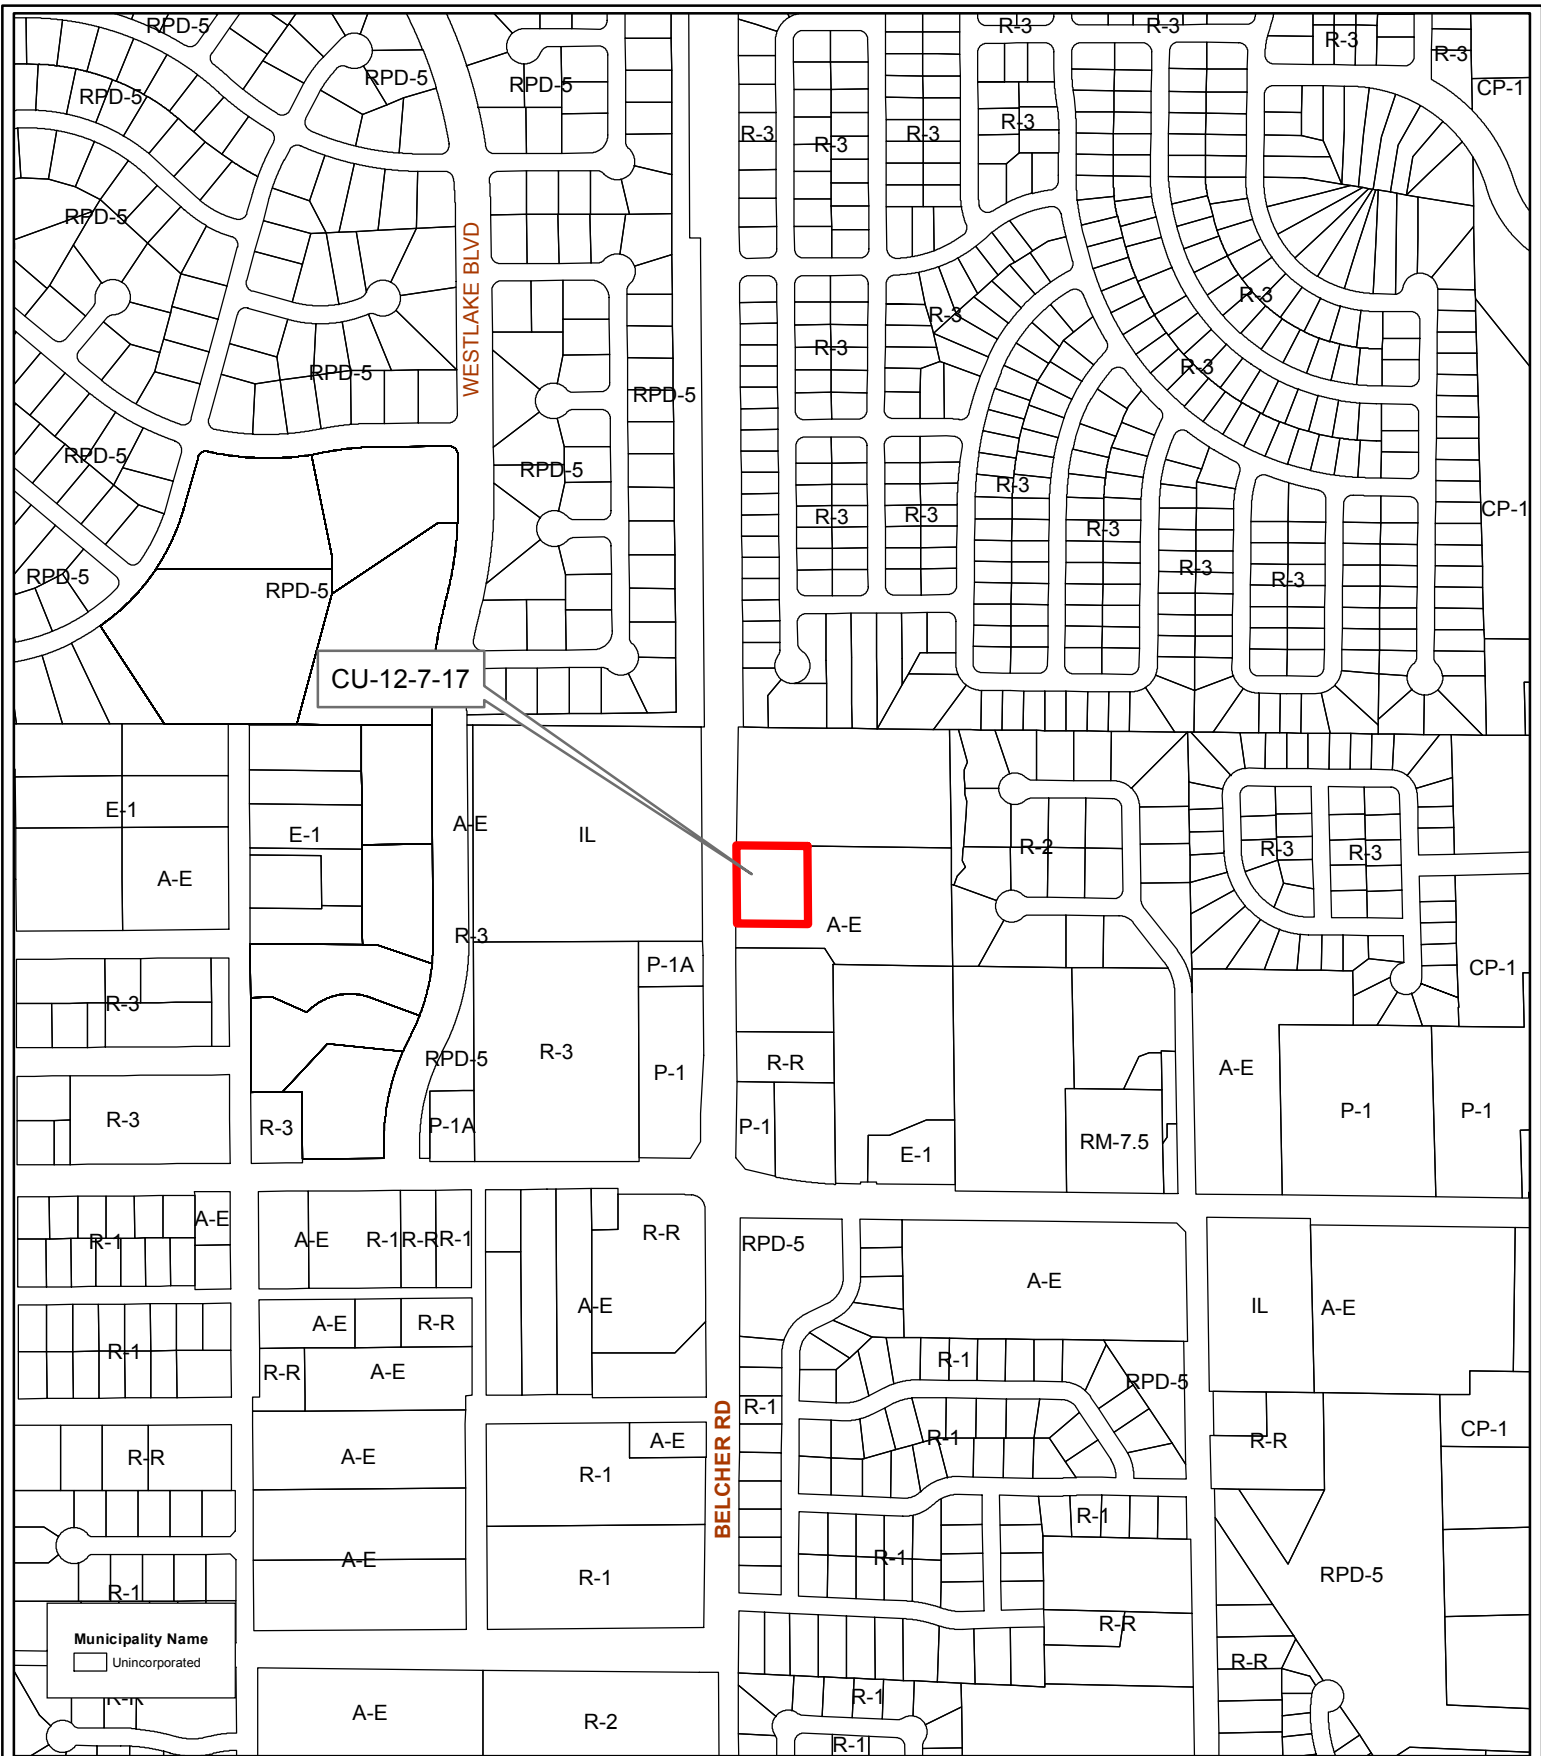 RPD-5
R-3
R-3
R-3
R-3
RPD-5
RPD-5
CP-1
RPD-5
R-3
R-3
R-3
R-3
RPD-5
WESTLAKE BLVD
R-3
R-3
R-3
R-3
RPD-5
RPD-5
RPD-5
RPD-5
R-3
R-3
CP-1
R-3
R-3
R-3
R-3
RPD-5
RPD-5
R-3
CU-12-7-17
E-1
A-E
IL
E-1
R-2
R-3
R-3
A-E
A-E
R-3
P-1A
CP-1
R-3
R-3
RPD-5
R-R
A-E
P-1
R-3
R-3
P-1A
P-1
E-1
RM-7.5
P-1
P-1
A-E
R-1
A-E
R-1
R-R
R-1
R-R
RPD-5
A-E
A-E
IL
A-E
A-E
R-R
R-1
R-R
A-E
R-1
RPD-5
R-1
BELCHER RD
R-1
CP-1
A-E
R-R
R-R
A-E
R-1
R-1
A-E
R-1
R-1
RPD-5
R-1
R-R
Municipality Name
Unincorporated
R-R
R-R
R-1
A-E
R-2
R-1